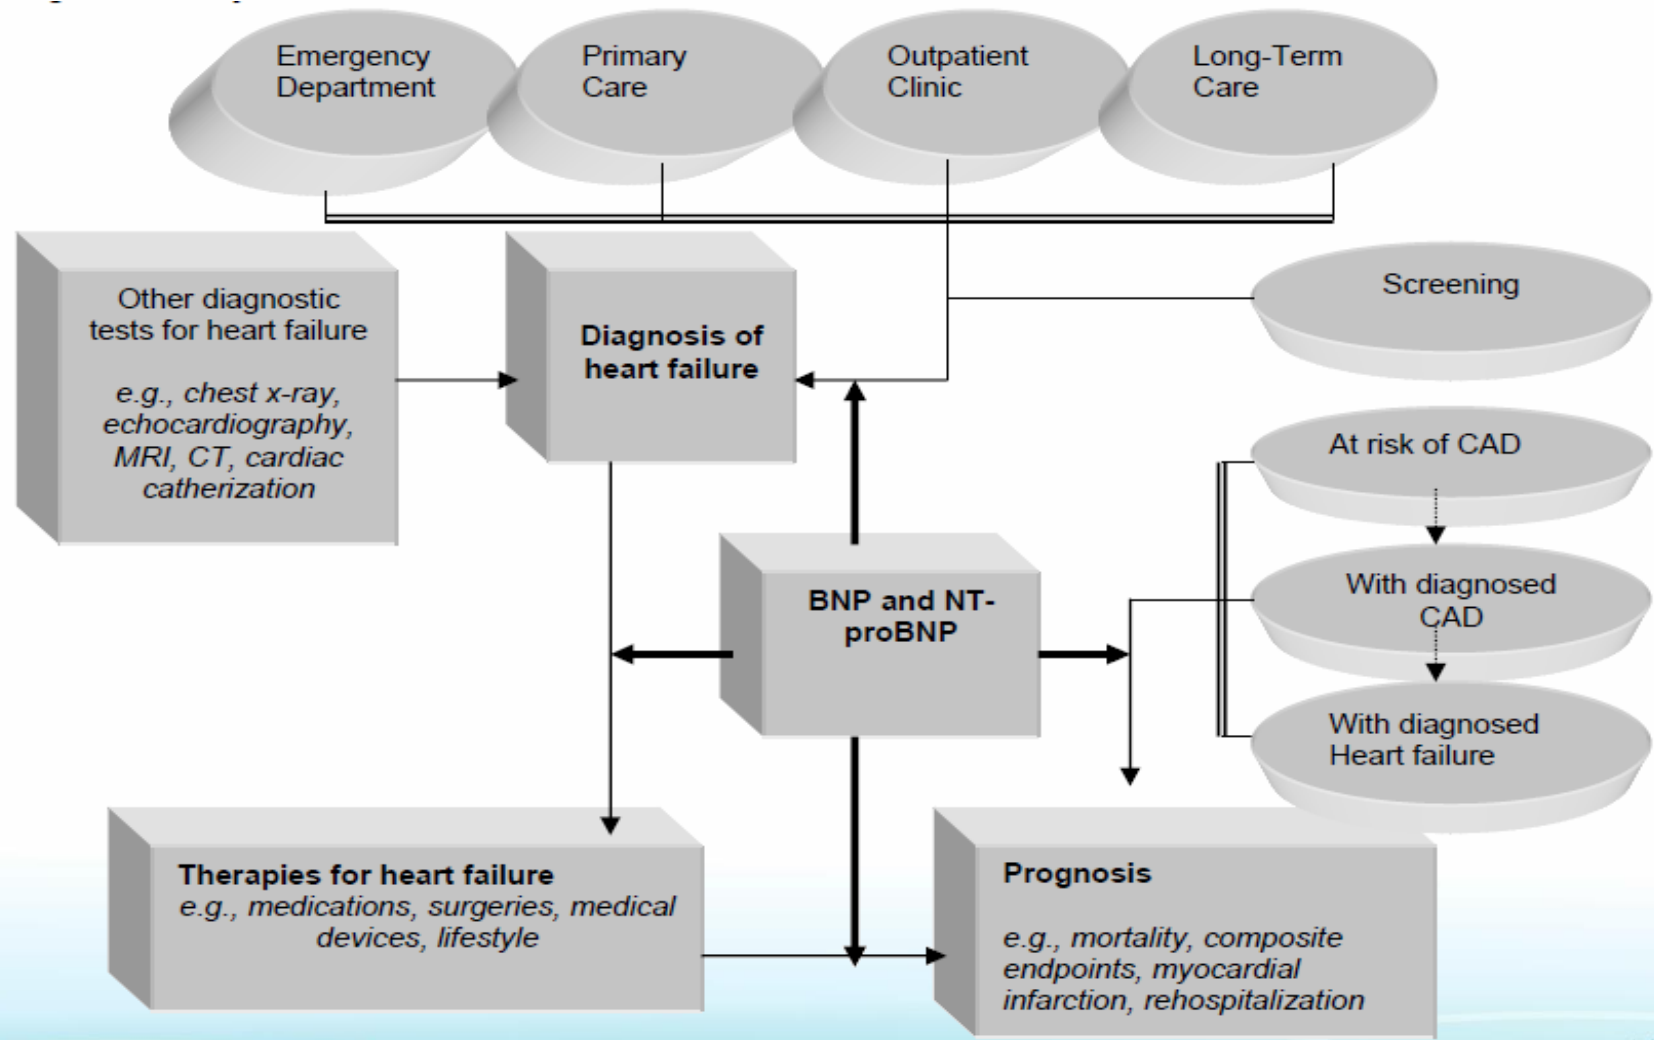 Emergency
Department
Primary
Care
Outpatient
Clinic
Long-Term
Care
Other diagnostic
tests for heart failure
e.g., chest x-ray,
echocardiography,
MRI, CT, cardiac
catherization
Diagnosis of
heart failure
Screening
At risk of CAD
With diagnosed
CAD
With diagnosed
Heart failure
BNP and NT-
proBNP
Therapies for heart failure
e.g., medications, surgeries, medical
devices, lifestyle
Prognosis
e.g., mortality, composite
endpoints, myocardial
infarction, rehospitalization